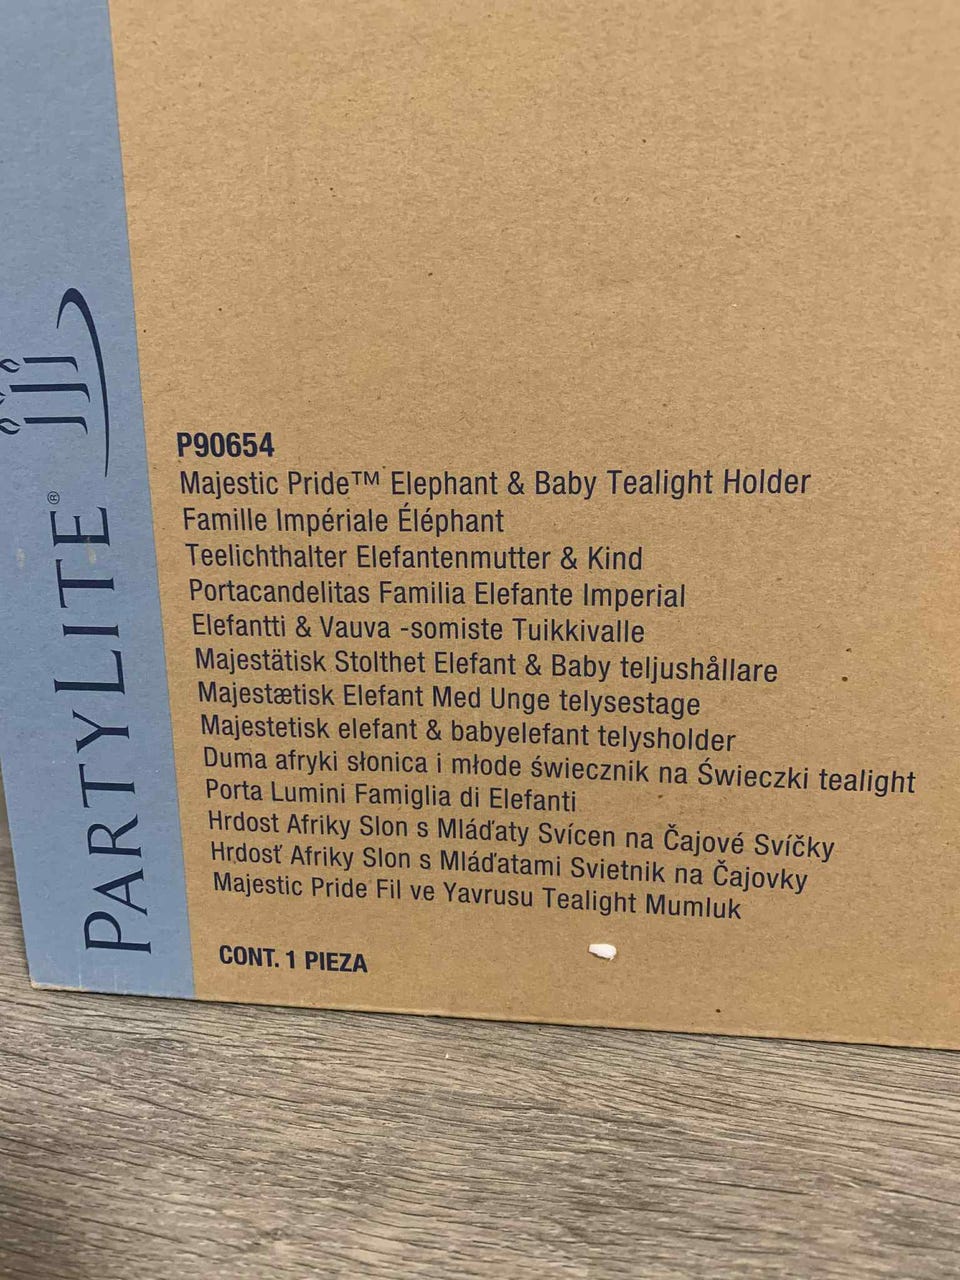 PARTYLITE®
P90654
Majestic Pride™ Elephant & Baby Tealight Holder
Famille Impériale Éléphant
Teelichthalter Elefantenmutter & Kind
Portacandelitas Familia Elefante Imperial
Elefantti & Vauva -somiste Tuikkivalle
Majestätisk Stolthet Elefant & Baby teljushållare
Majestætisk Elefant Med Unge telysestage
Majestetisk elefant & babyelefant telysholder
Duma afryki słonica i młode świecznik na Świeczki tealight
Porta Lumini Famiglia di Elefanti
Hrdost Afriky Slon s Mláďaty Svícen na Čajové Svíčky
Hrdosť Afriky Slon s Mláďatami Svietnik na Čajovky
Majestic Pride Fil ve Yavrusu Tealight Mumluk
CONT. 1 PIEZA